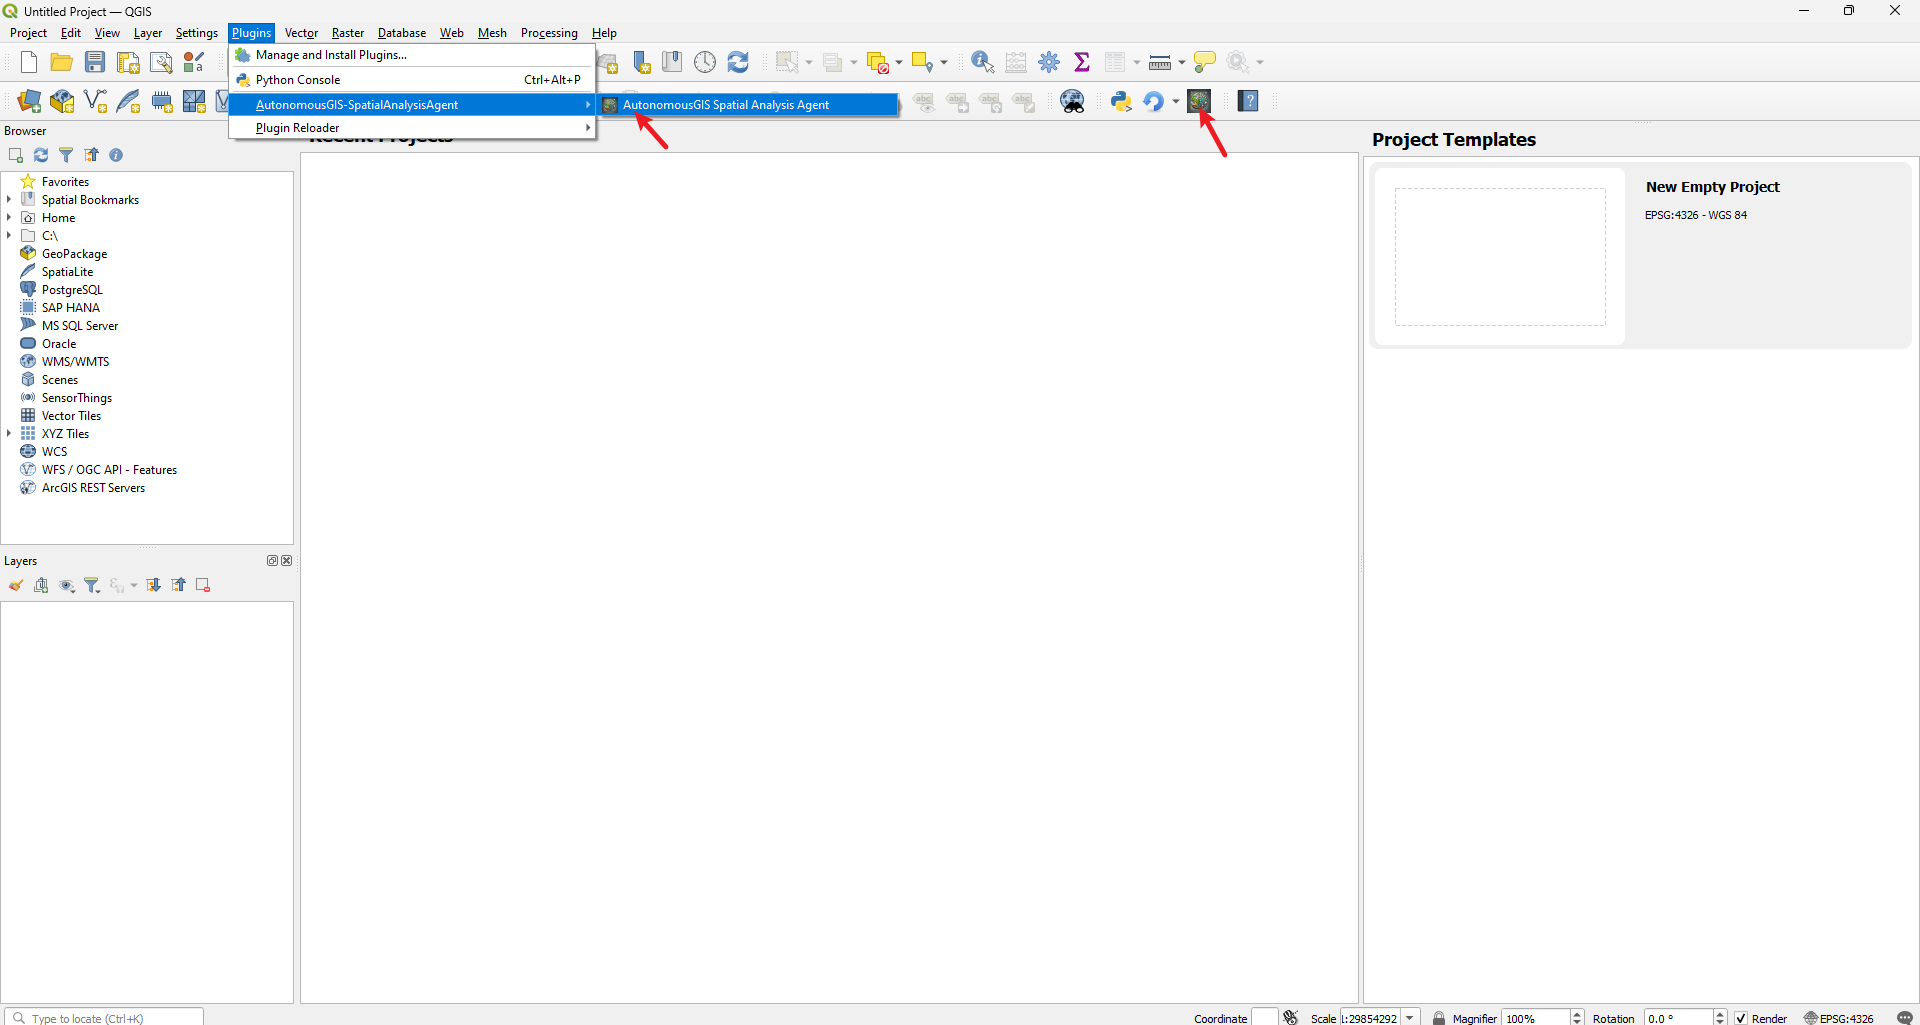 Untitled Project — QGIS
Project Edit View Layer Settings Plugins Vector Raster Database Web Mesh Processing Help
Manage and Install Plugins...
Python Console Ctrl+Alt+P
AutonomousGIS-SpatialAnalysisAgent
AutonomousGIS Spatial Analysis Agent
Plugin Reloader
Browser
Recent Projects
Project Templates
Favorites
Spatial Bookmarks
Home
C:\
GeoPackage
SpatiaLite
PostgreSQL
SAP HANA
MS SQL Server
Oracle
WMS/WMTS
Scenes
SensorThings
Vector Tiles
XYZ Tiles
WCS
WFS / OGC API - Features
ArcGIS REST Servers
New Empty Project
EPSG:4326 - WGS 84
Layers
Type to locate (Ctrl+K)
Coordinate
Scale
1:29854292
Magnifier 100%
Rotation 0.0 °
Render
EPSG:4326